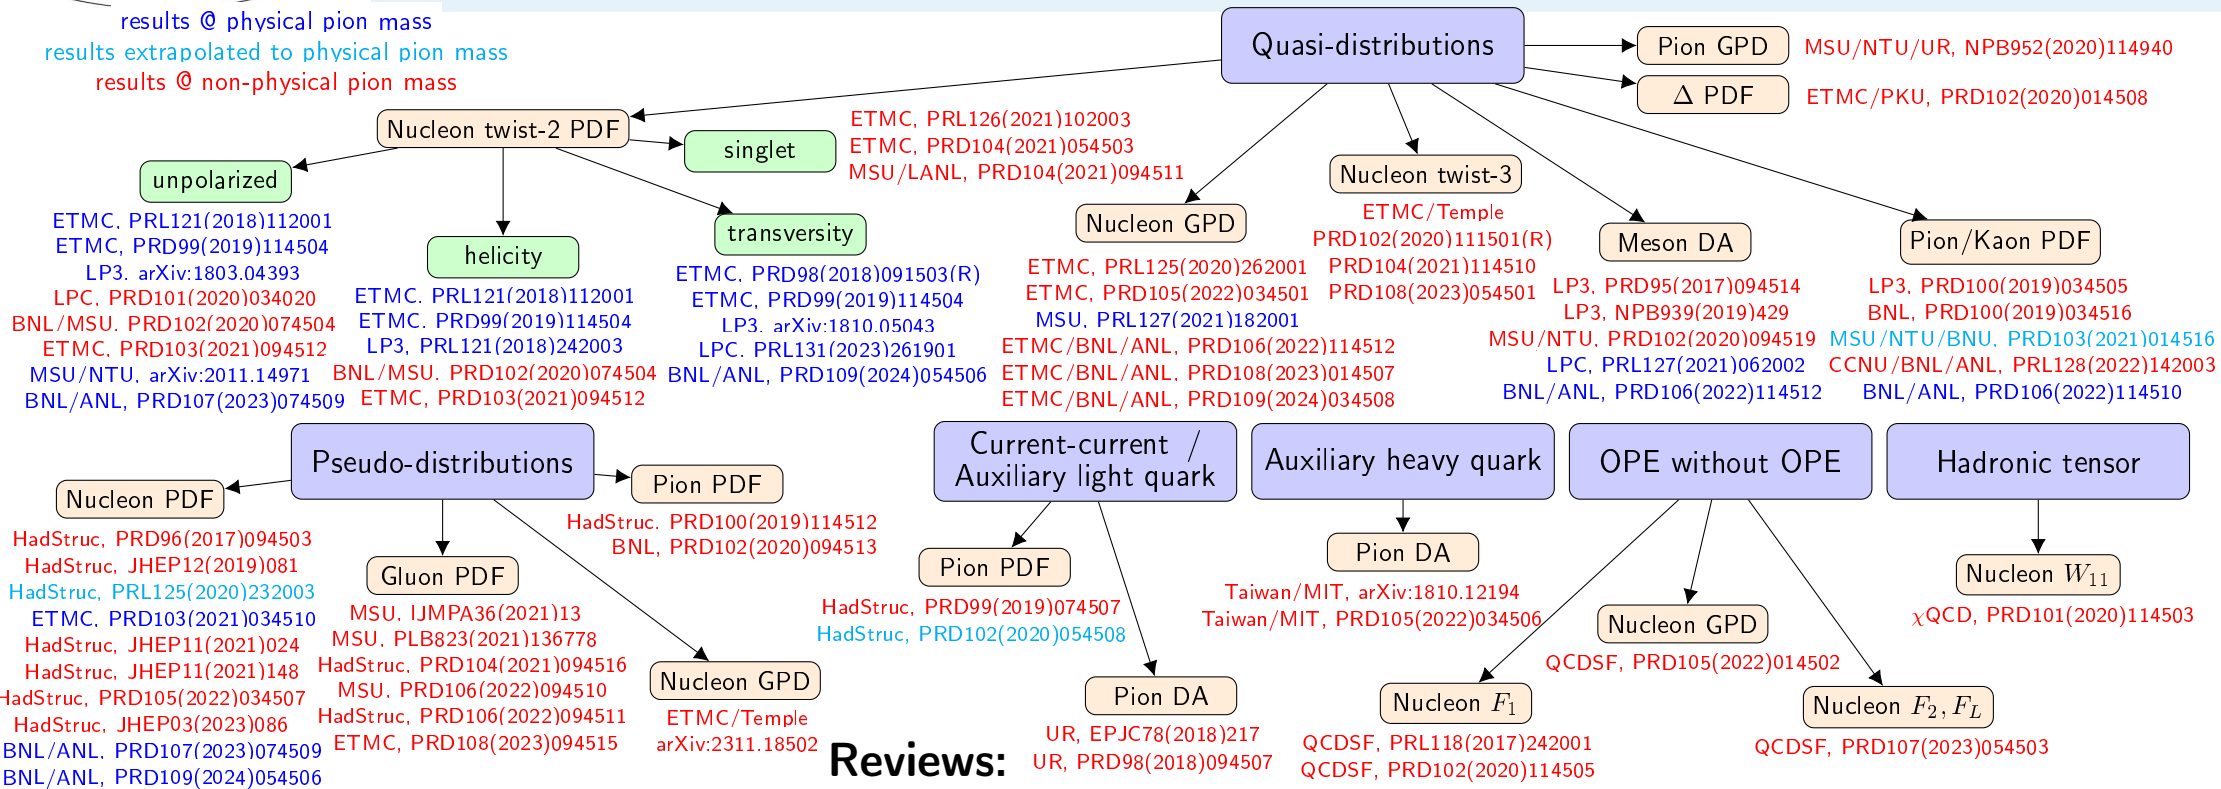 results @ physical pion mass
results extrapolated to physical pion mass
results @ non-physical pion mass
Quasi-distributions
Pion GPD
MSU/NTU/UR, NPB952(2020)114940
Δ PDF
ETMC/PKU, PRD102(2020)014508
Nucleon twist-2 PDF
singlet
ETMC, PRL126(2021)102003
ETMC, PRD104(2021)054503
MSU/LANL, PRD104(2021)094511
unpolarized
ETMC, PRL121(2018)112001
ETMC, PRD99(2019)114504
LP3, arXiv:1803.04393
LPC, PRD101(2020)034020
BNL/MSU, PRD102(2020)074504
ETMC, PRD103(2021)094512
MSU/NTU, arXiv:2011.14971
BNL/ANL, PRD107(2023)074509
helicity
ETMC, PRL121(2018)112001
ETMC, PRD99(2019)114504
LP3, PRL121(2018)242003
BNL/MSU, PRD102(2020)074504
ETMC, PRD103(2021)094512
transversity
ETMC, PRD98(2018)091503(R)
ETMC, PRD99(2019)114504
LP3, arXiv:1810.05043
LPC, PRL131(2023)261901
BNL/ANL, PRD109(2024)054506
Nucleon GPD
ETMC, PRL125(2020)262001
ETMC, PRD105(2022)034501
MSU, PRL127(2021)182001
ETMC/BNL/ANL, PRD106(2022)114512
ETMC/BNL/ANL, PRD108(2023)014507
ETMC/BNL/ANL, PRD109(2024)034508
Nucleon twist-3
ETMC/Temple
PRD102(2020)111501(R)
PRD104(2021)114510
PRD108(2023)054501
Meson DA
LP3, PRD95(2017)094514
LP3, NPB939(2019)429
MSU/NTU, PRD102(2020)094519
LPC, PRL127(2021)062002
BNL/ANL, PRD106(2022)114512
Pion/Kaon PDF
LP3, PRD100(2019)034505
BNL, PRD100(2019)034516
MSU/NTU/BNU, PRD103(2021)014516
CCNU/BNL/ANL, PRL128(2022)142003
BNL/ANL, PRD106(2022)114510
Pseudo-distributions
Nucleon PDF
HadStruc, PRD96(2017)094503
HadStruc, JHEP12(2019)081
HadStruc, PRL125(2020)232003
ETMC, PRD103(2021)034510
HadStruc, JHEP11(2021)024
HadStruc, JHEP11(2021)148
HadStruc, PRD105(2022)034507
HadStruc, JHEP03(2023)086
BNL/ANL, PRD107(2023)074509
BNL/ANL, PRD109(2024)054506
Gluon PDF
MSU, IJMPA36(2021)13
MSU, PLB823(2021)136778
HadStruc, PRD104(2021)094516
MSU, PRD106(2022)094510
HadStruc, PRD106(2022)094511
ETMC, PRD108(2023)094515
Pion PDF
HadStruc, PRD100(2019)114512
BNL, PRD102(2020)094513
Nucleon GPD
ETMC/Temple
arXiv:2311.18502
Current-current /
Auxiliary light quark
Pion PDF
HadStruc, PRD99(2019)074507
HadStruc, PRD102(2020)054508
Pion DA
UR, EPJC78(2018)217
UR, PRD98(2018)094507
Auxiliary heavy quark
Pion DA
Taiwan/MIT, arXiv:1810.12194
Taiwan/MIT, PRD105(2022)034506
OPE without OPE
Nucleon F₁
QCDSF, PRL118(2017)242001
QCDSF, PRD102(2020)114505
Nucleon GPD
QCDSF, PRD105(2022)014502
Nucleon F₂, F_L
QCDSF, PRD107(2023)054503
Hadronic tensor
Nucleon W₁₁
χQCD, PRD101(2020)114503
Reviews: